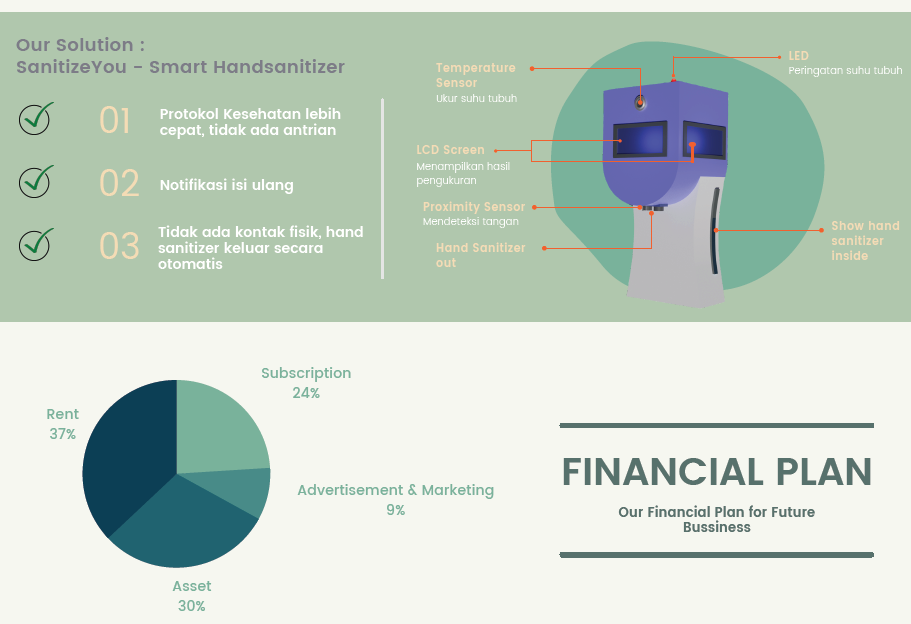 Our Solution :
SanitizeYou - Smart Handsanitizer
01
Protokol Kesehatan lebih
cepat, tidak ada antrian
02
Notifikasi isi ulang
03
Tidak ada kontak fisik, hand
sanitizer keluar secara
otomatis
Temperature
Sensor
Ukur suhu tubuh
LED
Peringatan suhu tubuh
LCD Screen
Menampilkan hasil
pengukuran
Proximity Sensor
Mendeteksi tangan
Hand Sanitizer
out
Show hand
sanitizer
inside
Subscription
24%
Rent
37%
Advertisement & Marketing
9%
Asset
30%
FINANCIAL PLAN
Our Financial Plan for Future
Bussiness